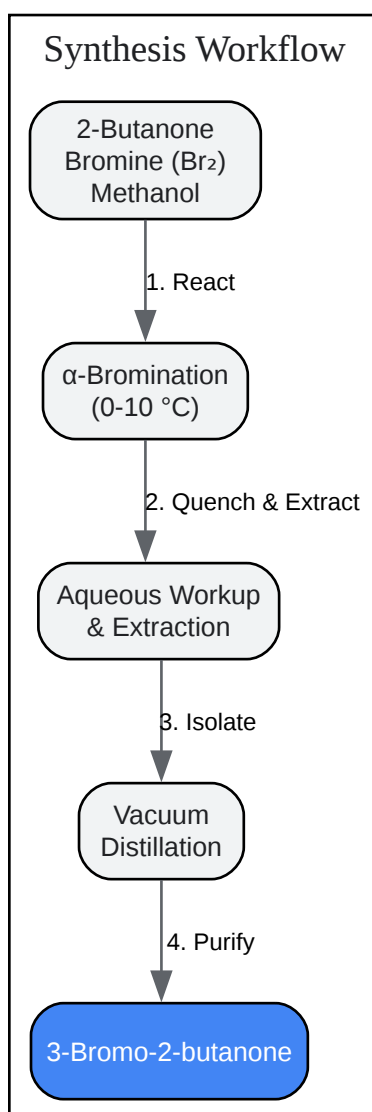 Synthesis Workflow
2-Butanone
Bromine (Br₂)
Methanol
1. React
α-Bromination
(0-10 °C)
2. Quench & Extract
Aqueous Workup
& Extraction
3. Isolate
Vacuum
Distillation
4. Purify
3-Bromo-2-butanone